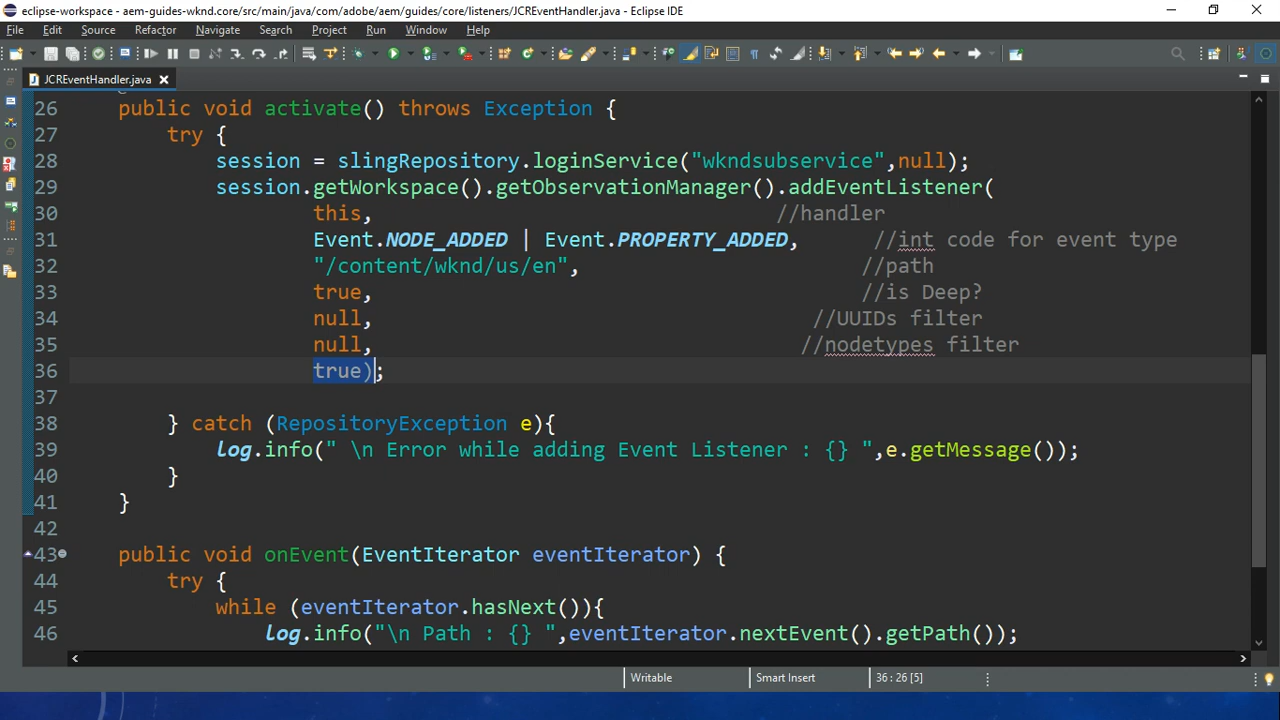 eclipse-workspace - aem-guides-wknd.core/src/main/java/com/adobe/aem/guides/core/listeners/JCREventHandler.java - Eclipse IDE
File Edit Source Refactor Navigate Search Project Run Window Help
JCREventHandler.java
26 public void activate() throws Exception {
27 try {
28 session = slingRepository.loginService("wkndsubservice",null);
29 session.getWorkspace().getObservationManager().addEventListener(
30 this, //handler
31 Event.NODE_ADDED | Event.PROPERTY_ADDED, //int code for event type
32 "/content/wknd/us/en", //path
33 true, //is Deep?
34 null, //UUIDs filter
35 null, //nodetypes filter
36 true);
37
38 } catch (RepositoryException e){
39 log.info(" \n Error while adding Event Listener : {} ",e.getMessage());
40 }
41 }
42
43 public void onEvent(EventIterator eventIterator) {
44 try {
45 while (eventIterator.hasNext()){
46 log.info("\n Path : {} ",eventIterator.nextEvent().getPath());
Writable Smart Insert 36 : 26 [5]